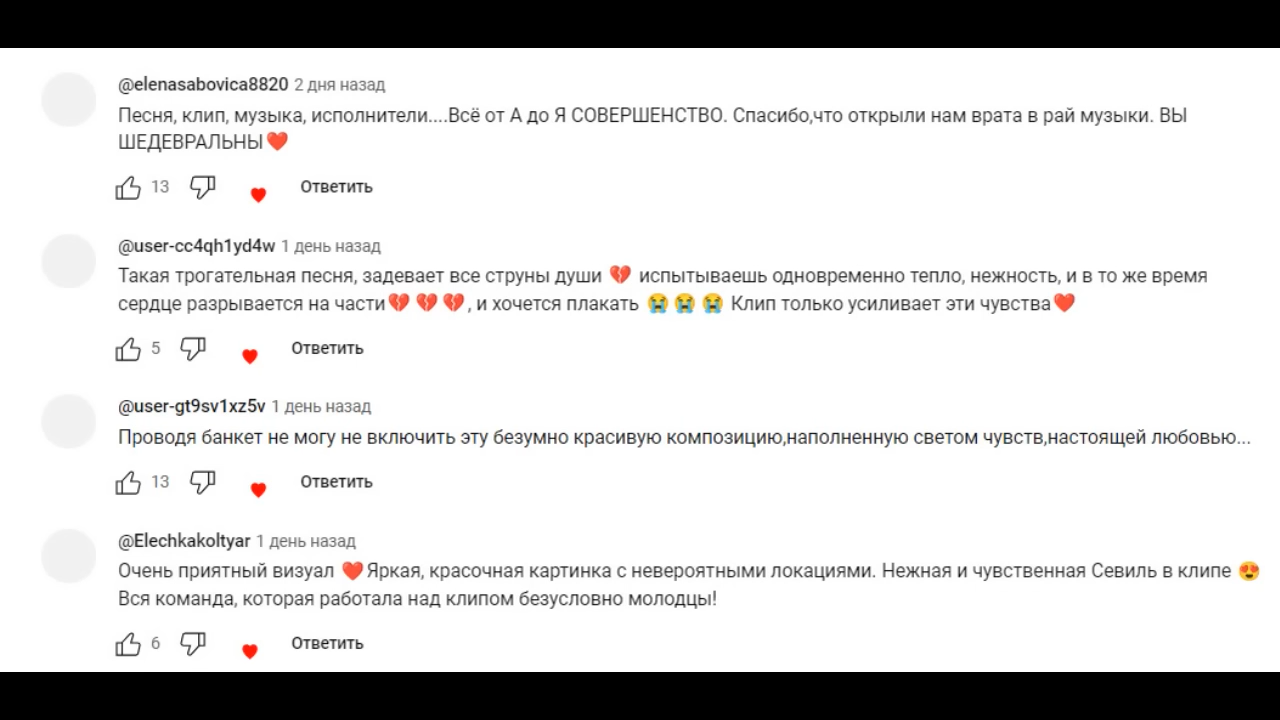 @elenasabovica8820 2 дня назад
Песня, клип, музыка, исполнители....Всё от А до Я СОВЕРШЕНСТВО. Спасибо,что открыли нам врата в рай музыки. ВЫ
ШЕДЕВРАЛЬНЫ❤️
13 Ответить
@user-cc4qh1yd4w 1 день назад
Такая трогательная песня, задевает все струны души 💔 испытываешь одновременно тепло, нежность, и в то же время
сердце разрывается на части💔 💔 💔, и хочется плакать 😭 😭 😭 Клип только усиливает эти чувства❤️
5 Ответить
@user-gt9sv1xz5v 1 день назад
Проводя банкет не могу не включить эту безумно красивую композицию,наполненную светом чувств,настоящей любовью...
13 Ответить
@Elechkakoltyar 1 день назад
Очень приятный визуал ❤️Яркая, красочная картинка с невероятными локациями. Нежная и чувственная Севиль в клипе 😍
Вся команда, которая работала над клипом безусловно молодцы!
6 Ответить